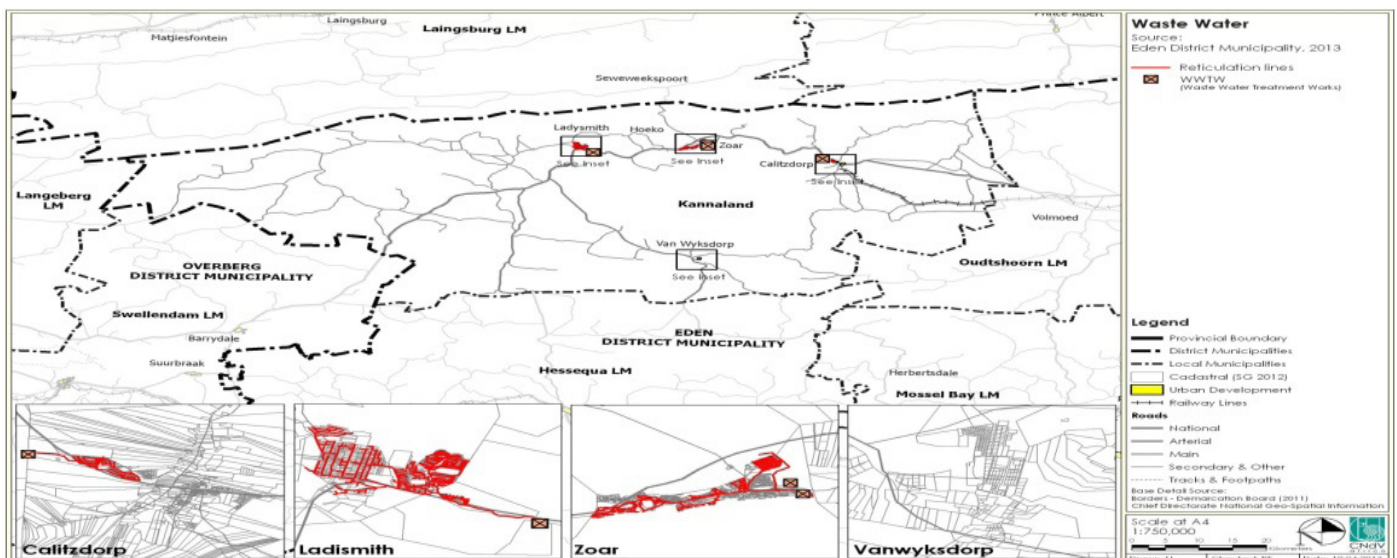 Laingsburg
Prince Albert
Matjiesfontein
Laingsburg LM
Seweweekspoort
Ladysmith
Hoeko
Zoar
See Inset
See Inset
Calitzdorp
See Inset
Langeberg
LM
Kannaland
Volmoed
Van Wyksdorp
See Inset
Oudtshoorn LM
OVERBERG
DISTRICT MUNICIPALITY
Swellendam LM
Barrydale
Suurbraak
EDEN
DISTRICT MUNICIPALITY
Hessequa LM
Herbertsdale
Mossel Bay LM
Calitzdorp
Ladismith
Zoar
Vanwyksdorp
Waste Water
Source:
Eden District Municipality, 2013
Reticulation lines
WWTW
(Waste Water Treatment Works)
Legend
Provincial Boundary
District Municipalities
Local Municipalities
Cadastral (SG 2012)
Urban Development
Railway Lines
Roads
National
Arterial
Main
Secondary & Other
Tracks & Footpaths
Base Detail Source:
Borders - Demarcation Board (2011)
Chief Directorate National Geo-Spatial Information
Scale at A4
1:750,000
0 5 10 15 20
Kilometers
CNdV